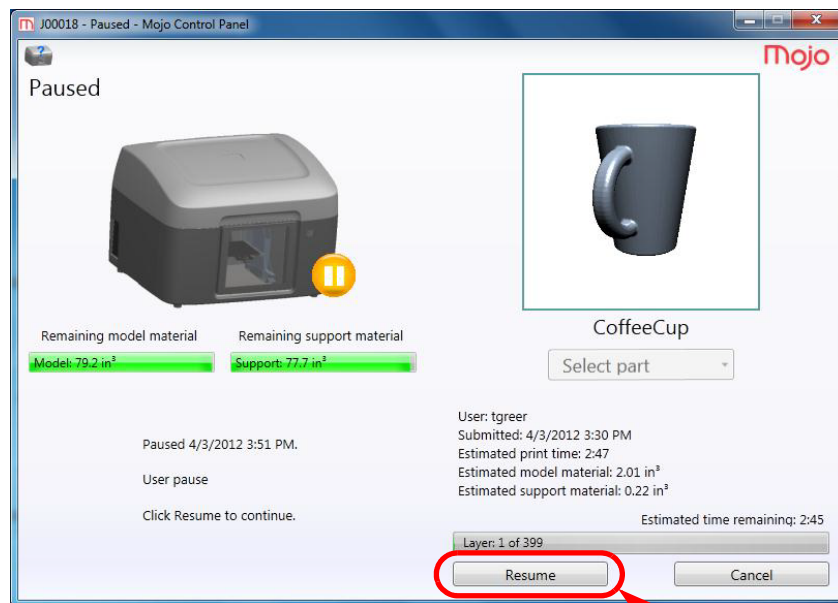 J00018 - Paused - Mojo Control Panel
mojo
Paused
Remaining model material
Remaining support material
Model: 79.2 in³
Support: 77.7 in³
Paused 4/3/2012 3:51 PM.
User pause
Click Resume to continue.
CoffeeCup
Select part
User: tgreer
Submitted: 4/3/2012 3:30 PM
Estimated print time: 2:47
Estimated model material: 2.01 in³
Estimated support material: 0.22 in³
Estimated time remaining: 2:45
Layer: 1 of 399
Resume
Cancel